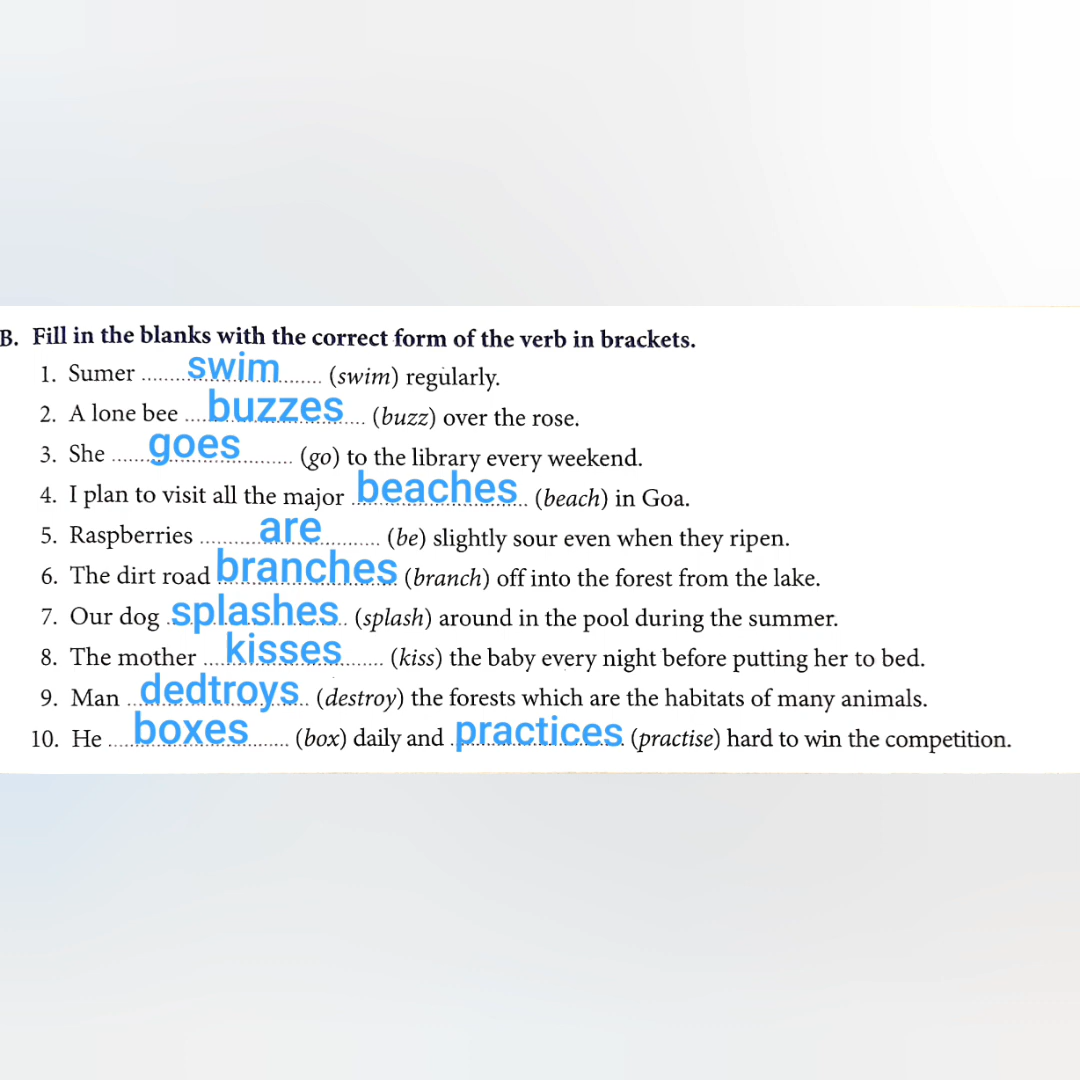 B. Fill in the blanks with the correct form of the verb in brackets.
1. Sumer ........swim........ (swim) regularly.
2. A lone bee ....buzzes.... (buzz) over the rose.
3. She ......goes............ (go) to the library every weekend.
4. I plan to visit all the major .beaches.. (beach) in Goa.
5. Raspberries ..........are.......... (be) slightly sour even when they ripen.
6. The dirt road branches (branch) off into the forest from the lake.
7. Our dog .splashes.. (splash) around in the pool during the summer.
8. The mother ....kisses........ (kiss) the baby every night before putting her to bed.
9. Man ..dedtroys.. (destroy) the forests which are the habitats of many animals.
10. He ....boxes........ (box) daily and .practices. (practise) hard to win the competition.